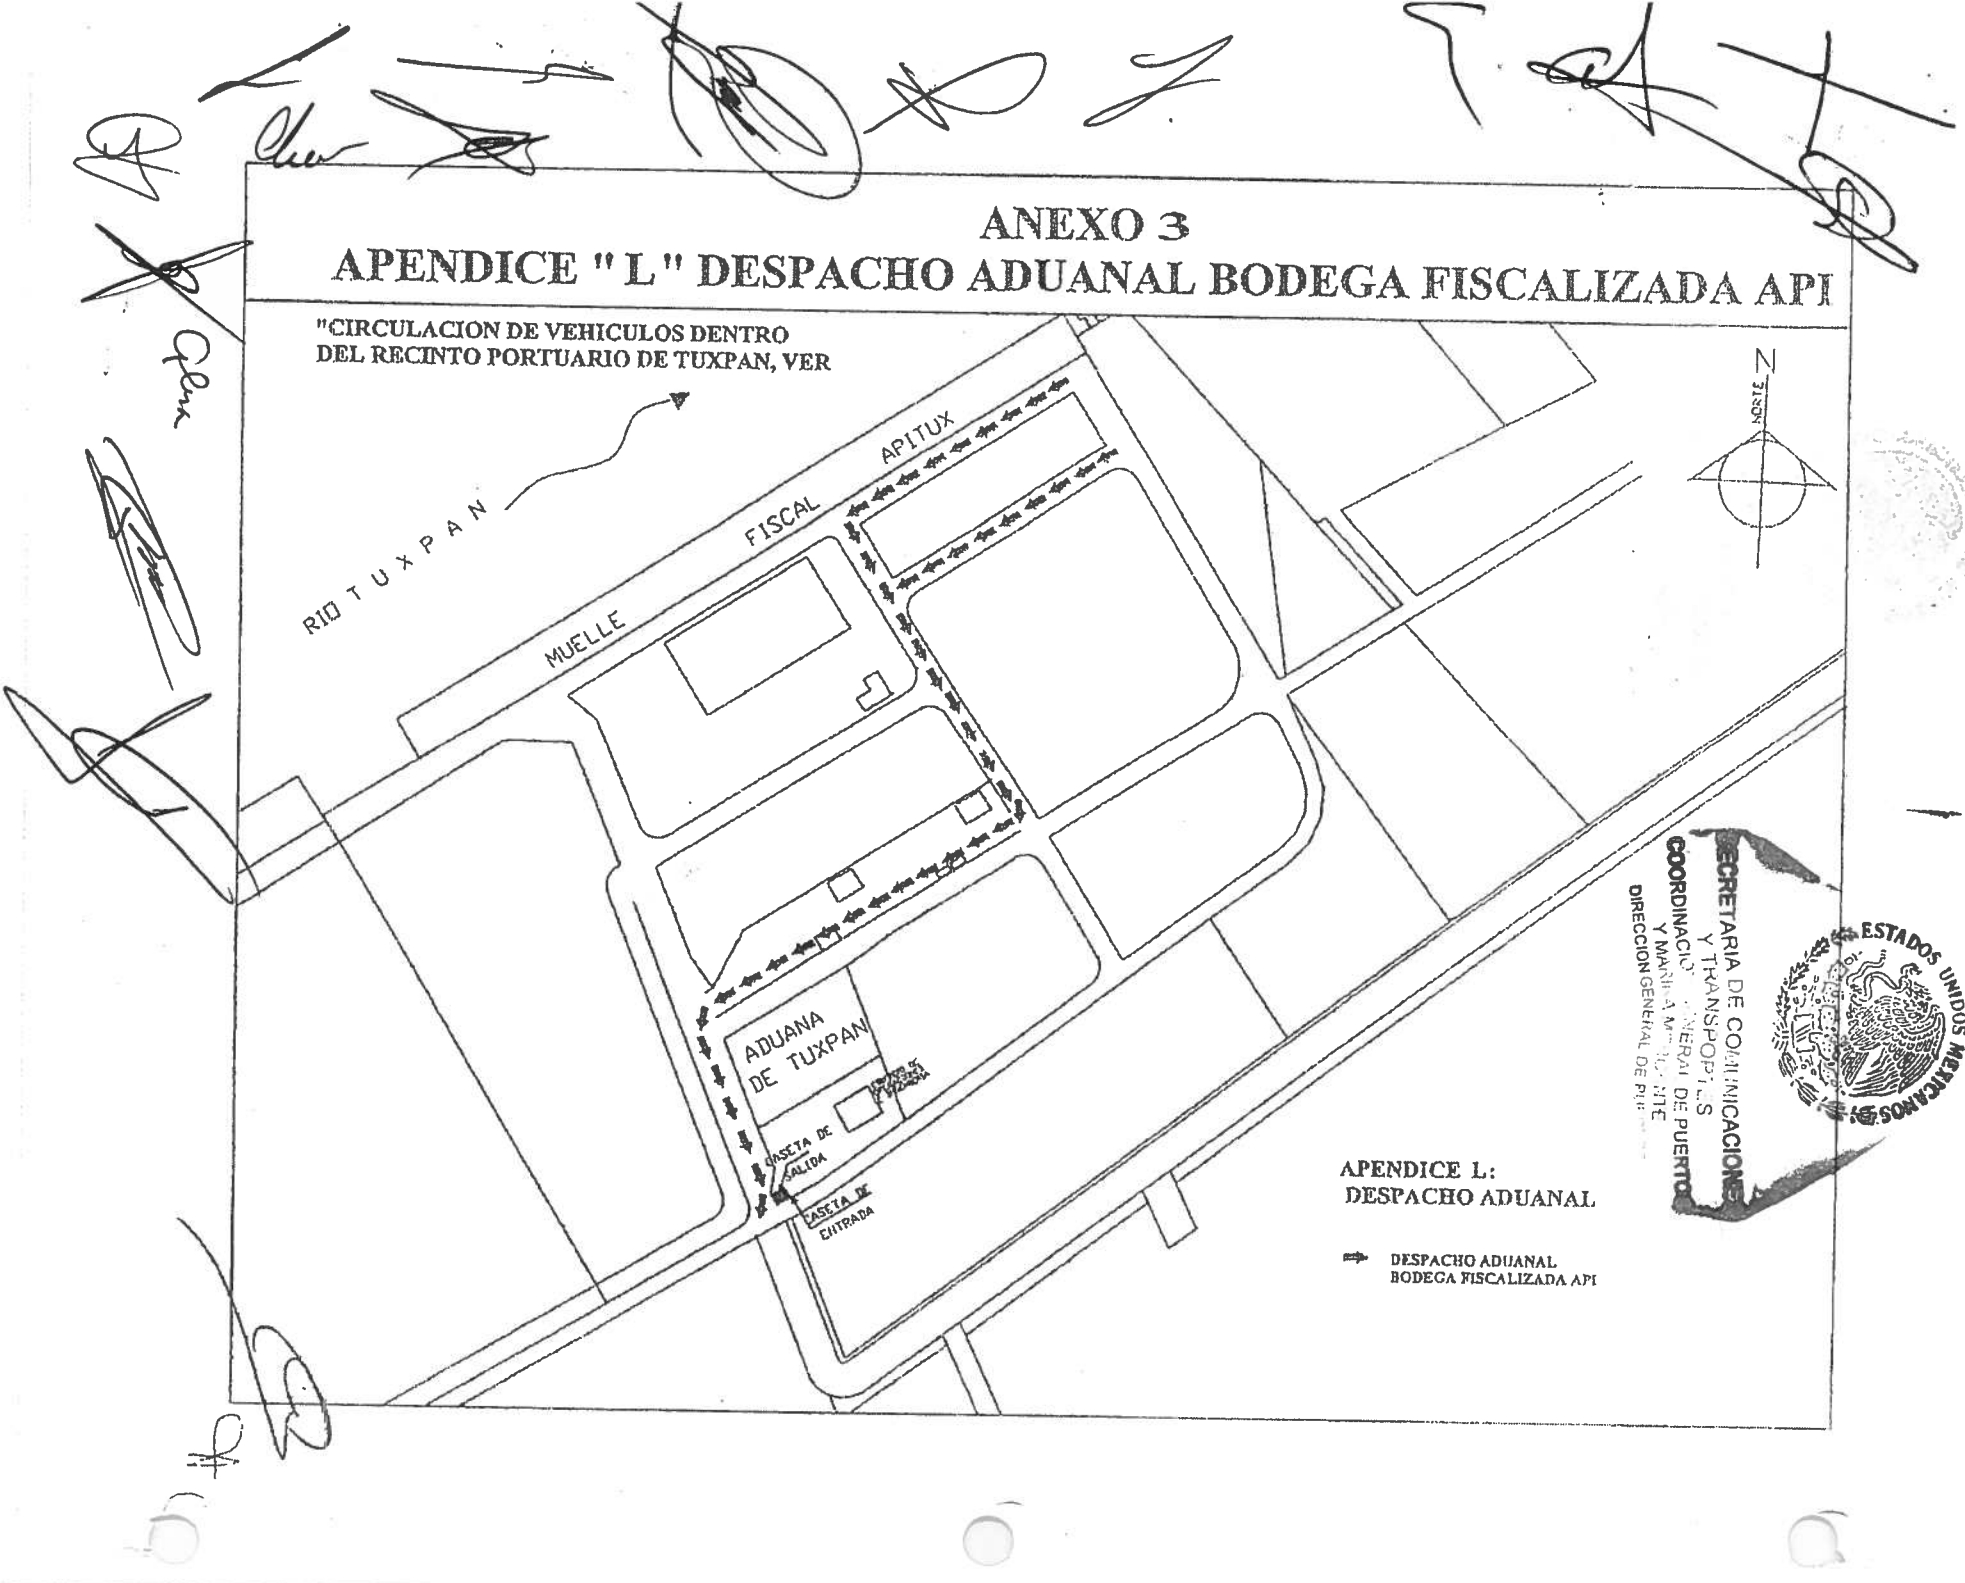 ANEXO 3
APENDICE "L" DESPACHO ADUANAL BODEGA FISCALIZADA API
"CIRCULACION DE VEHICULOS DENTRO
DEL RECINTO PORTUARIO DE TUXPAN, VER
N
NORTE
RIO TUXPAN
MUELLE FISCAL APITUX
ADUANA
DE TUXPAN
CASETA DE
SALIDA
CASETA DE
ENTRADA
APENDICE L:
DESPACHO ADUANAL
DESPACHO ADUANAL
BODEGA FISCALIZADA API
ESTADOS UNIDOS MEXICANOS
SECRETARIA DE COMUNICACIONES
Y TRANSPORTES
COORDINACION GENERAL DE PUERTOS
Y MARINA MERCANTE
DIRECCION GENERAL DE